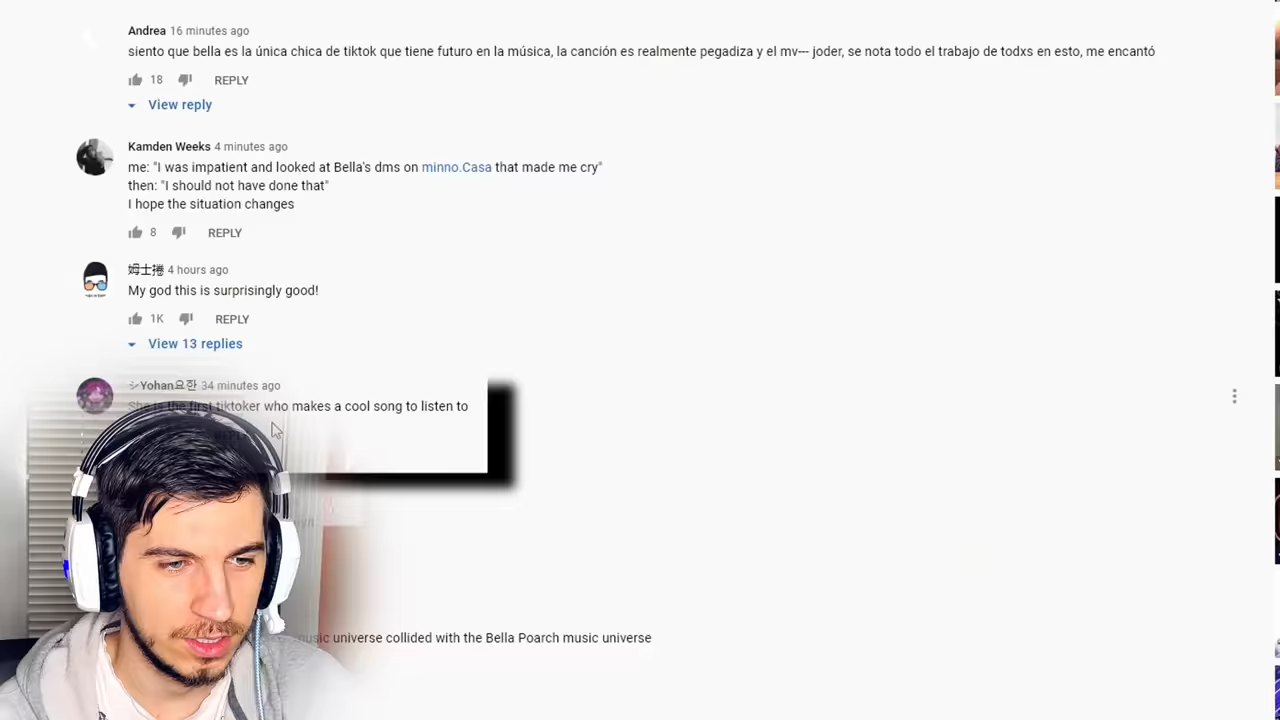 Andrea 16 minutes ago
siento que bella es la única chica de tiktok que tiene futuro en la música, la canción es realmente pegadiza y el mv--- joder, se nota todo el trabajo de todxs en esto, me encantó
18 REPLY
View reply
Kamden Weeks 4 minutes ago
me: "I was impatient and looked at Bella's dms on minno.Casa that made me cry"
then: "I should not have done that"
I hope the situation changes
8 REPLY
姆士捲 4 hours ago
My god this is surprisingly good!
1K REPLY
View 13 replies
シYohan요한 34 minutes ago
She is the first tiktoker who makes a cool song to listen to
music universe collided with the Bella Poarch music universe